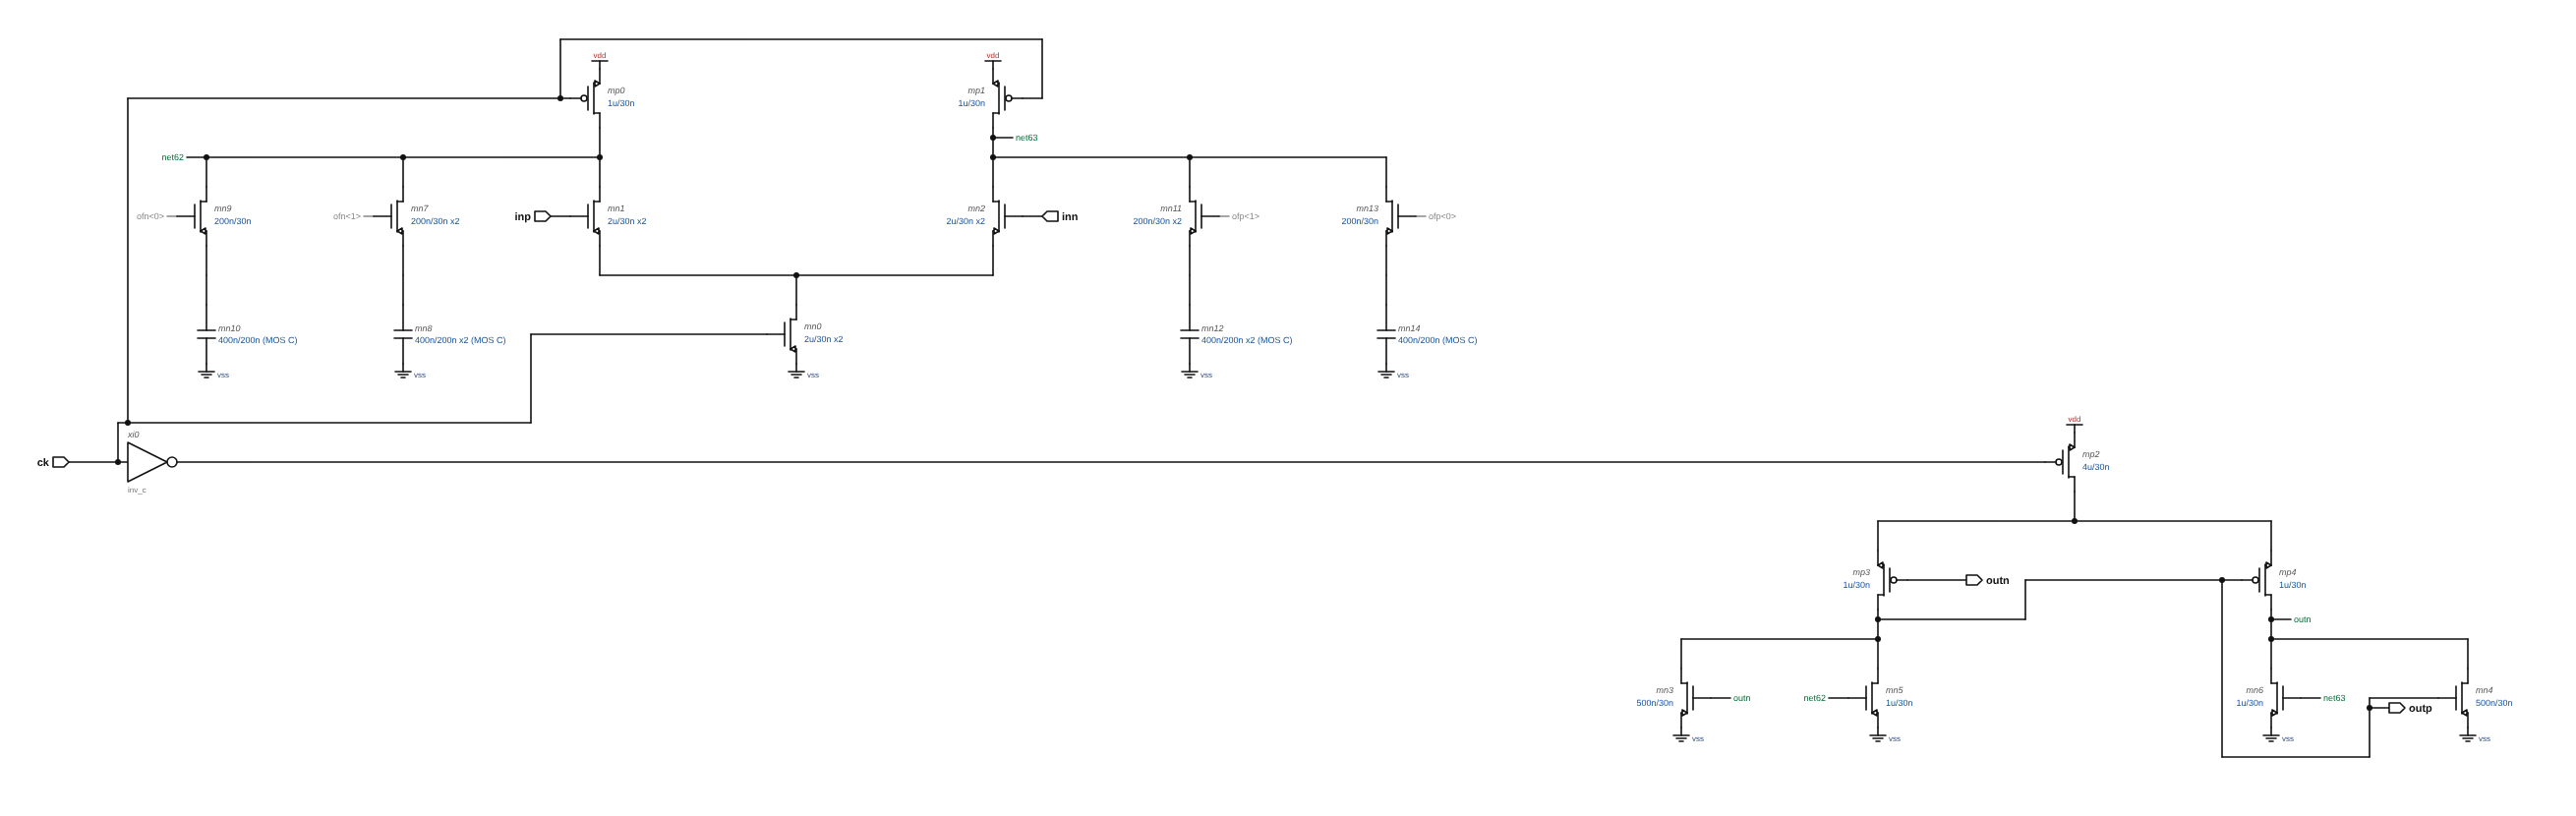 vdd
vdd
mp0
1u/30n
mp1
1u/30n
net63
net62
ofn<0>
mn9
200n/30n
ofn<1>
mn7
200n/30n x2
inp
mn1
2u/30n x2
mn2
2u/30n x2
inn
mn11
200n/30n x2
ofp<1>
mn13
200n/30n
ofp<0>
mn10
400n/200n (MOS C)
mn8
400n/200n x2 (MOS C)
mn0
2u/30n x2
mn12
400n/200n x2 (MOS C)
mn14
400n/200n (MOS C)
vss
vss
vss
vss
vss
xi0
ck
inv_c
vdd
mp2
4u/30n
mp3
1u/30n
outn
mp4
1u/30n
outn
mn3
500n/30n
outn
net62
mn5
1u/30n
mn6
1u/30n
net63
outp
mn4
500n/30n
vss
vss
vss
vss